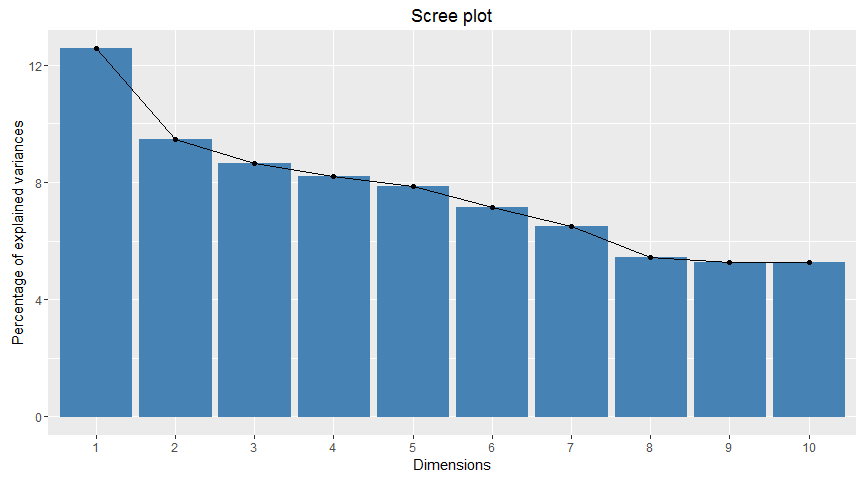 Scree plot
Percentage of explained variances
12
8
4
0
1 2 3 4 5 6 7 8 9 10
Dimensions